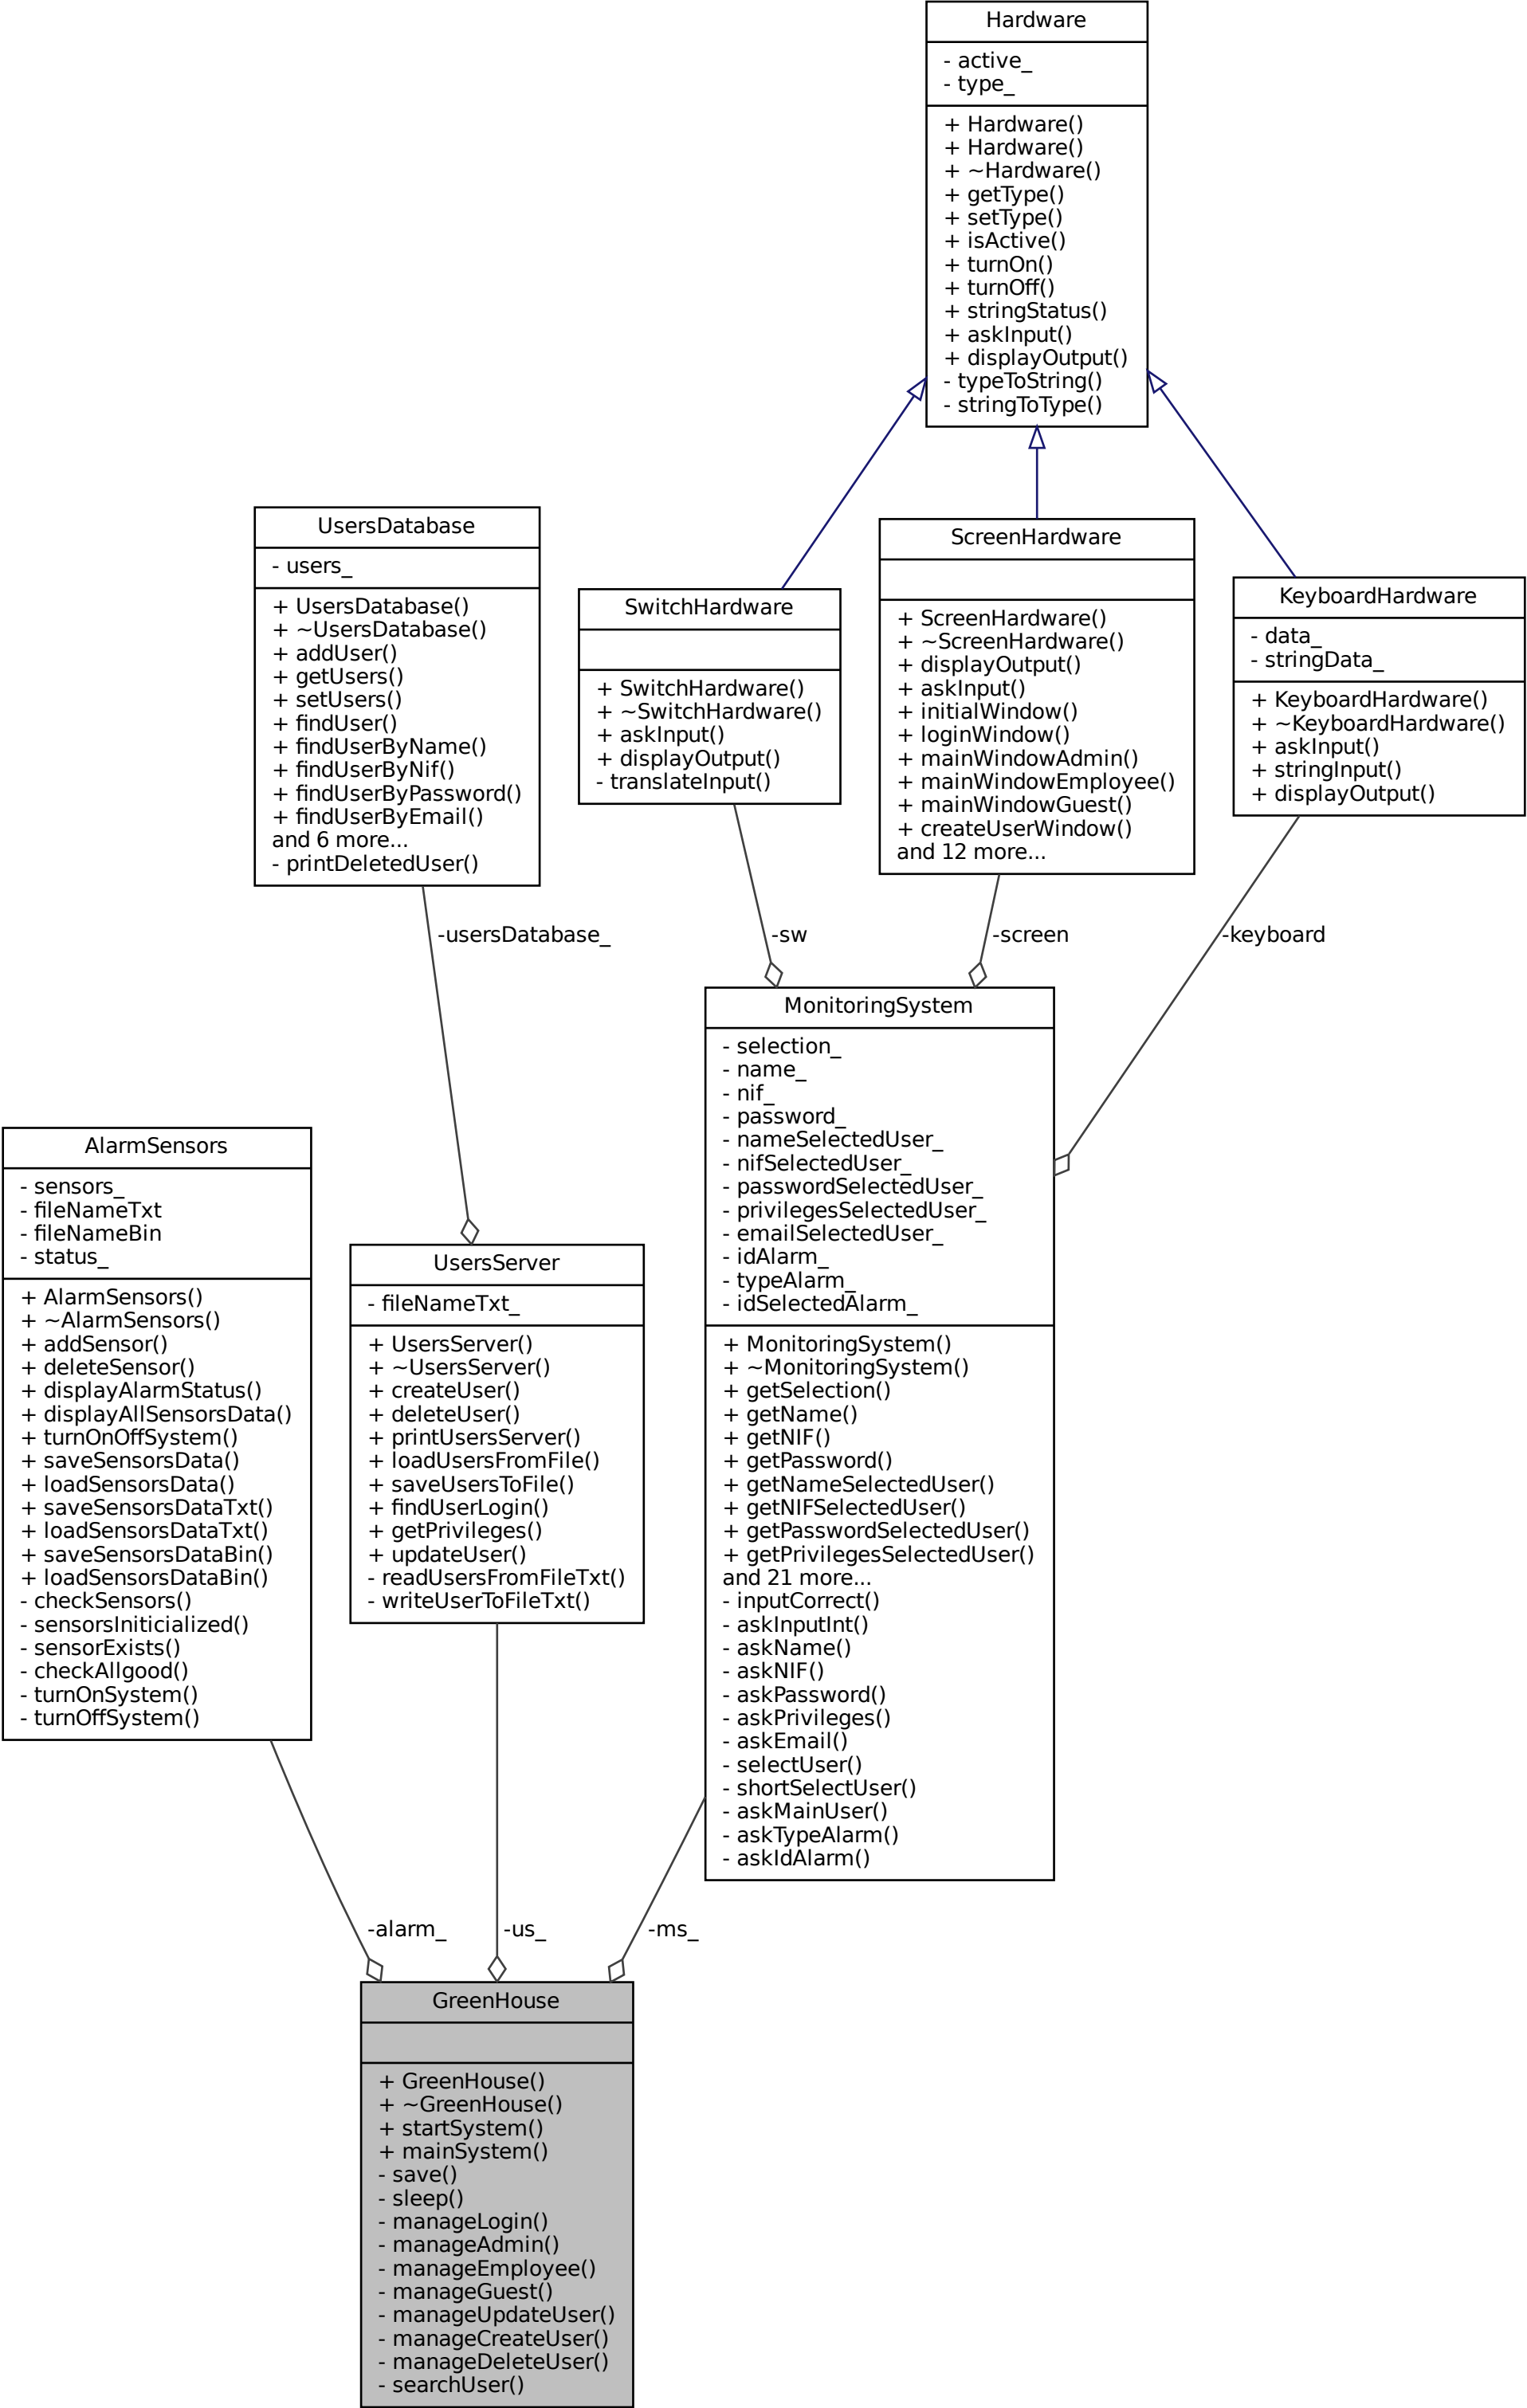 Hardware
- active_
- type_
+ Hardware()
+ Hardware()
+ ~Hardware()
+ getType()
+ setType()
+ isActive()
+ turnOn()
+ turnOff()
+ stringStatus()
+ askInput()
+ displayOutput()
- typeToString()
- stringToType()
UsersDatabase
- users_
+ UsersDatabase()
+ ~UsersDatabase()
+ addUser()
+ getUsers()
+ setUsers()
+ findUser()
+ findUserByName()
+ findUserByNif()
+ findUserByPassword()
+ findUserByEmail()
and 6 more...
- printDeletedUser()
SwitchHardware
+ SwitchHardware()
+ ~SwitchHardware()
+ askInput()
+ displayOutput()
- translateInput()
ScreenHardware
+ ScreenHardware()
+ ~ScreenHardware()
+ displayOutput()
+ askInput()
+ initialWindow()
+ loginWindow()
+ mainWindowAdmin()
+ mainWindowEmployee()
+ mainWindowGuest()
+ createUserWindow()
and 12 more...
KeyboardHardware
- data_
- stringData_
+ KeyboardHardware()
+ ~KeyboardHardware()
+ askInput()
+ stringInput()
+ displayOutput()
-usersDatabase_
-sw
-screen
-keyboard
AlarmSensors
- sensors_
- fileNameTxt
- fileNameBin
- status_
+ AlarmSensors()
+ ~AlarmSensors()
+ addSensor()
+ deleteSensor()
+ displayAlarmStatus()
+ displayAllSensorsData()
+ turnOnOffSystem()
+ saveSensorsData()
+ loadSensorsData()
+ saveSensorsDataTxt()
+ loadSensorsDataTxt()
+ saveSensorsDataBin()
+ loadSensorsDataBin()
- checkSensors()
- sensorsIniticialized()
- sensorExists()
- checkAllgood()
- turnOnSystem()
- turnOffSystem()
UsersServer
- fileNameTxt_
+ UsersServer()
+ ~UsersServer()
+ createUser()
+ deleteUser()
+ printUsersServer()
+ loadUsersFromFile()
+ saveUsersToFile()
+ findUserLogin()
+ getPrivileges()
+ updateUser()
- readUsersFromFileTxt()
- writeUserToFileTxt()
MonitoringSystem
- selection_
- name_
- nif_
- password_
- nameSelectedUser_
- nifSelectedUser_
- passwordSelectedUser_
- privilegesSelectedUser_
- emailSelectedUser_
- idAlarm_
- typeAlarm_
- idSelectedAlarm_
+ MonitoringSystem()
+ ~MonitoringSystem()
+ getSelection()
+ getName()
+ getNIF()
+ getPassword()
+ getNameSelectedUser()
+ getNIFSelectedUser()
+ getPasswordSelectedUser()
+ getPrivilegesSelectedUser()
and 21 more...
- inputCorrect()
- askInputInt()
- askName()
- askNIF()
- askPassword()
- askPrivileges()
- askEmail()
- selectUser()
- shortSelectUser()
- askMainUser()
- askTypeAlarm()
- askIdAlarm()
-alarm_
-us_
-ms_
GreenHouse
+ GreenHouse()
+ ~GreenHouse()
+ startSystem()
+ mainSystem()
- save()
- sleep()
- manageLogin()
- manageAdmin()
- manageEmployee()
- manageGuest()
- manageUpdateUser()
- manageCreateUser()
- manageDeleteUser()
- searchUser()